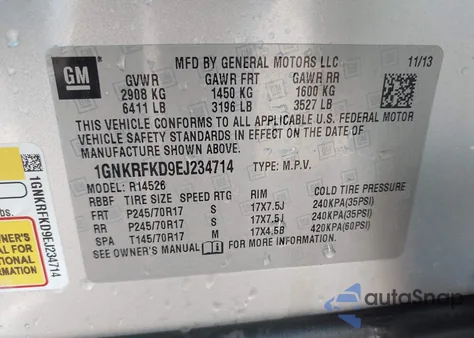 GM
MFD BY GENERAL MOTORS LLC 11/13
GVWR GAWR FRT GAWR RR
2908 KG 1450 KG 1600 KG
6411 LB 3196 LB 3527 LB
THIS VEHICLE CONFORMS TO ALL APPLICABLE U.S. FEDERAL MOTOR
VEHICLE SAFETY STANDARDS IN EFFECT ON THE DATE OF
MANUFACTURE SHOWN ABOVE.
1GNKRFKD9EJ234714 TYPE: M.P.V.
MODEL: R14526
RBBF TIRE SIZE SPEED RTG RIM COLD TIRE PRESSURE
FRT P245/70R17 S 17X7.5J 240KPA(35PSI)
RR P245/70R17 S 17X7.5J 240KPA(35PSI)
SPA T145/70R17 M 17X4.5B 420KPA(60PSI)
SEE OWNER'S MANUAL
1GNKRFKD9EJ234714
lbs.
OWNER'S
FOR
ADDITIONAL
INFORMATION
AutoSnap